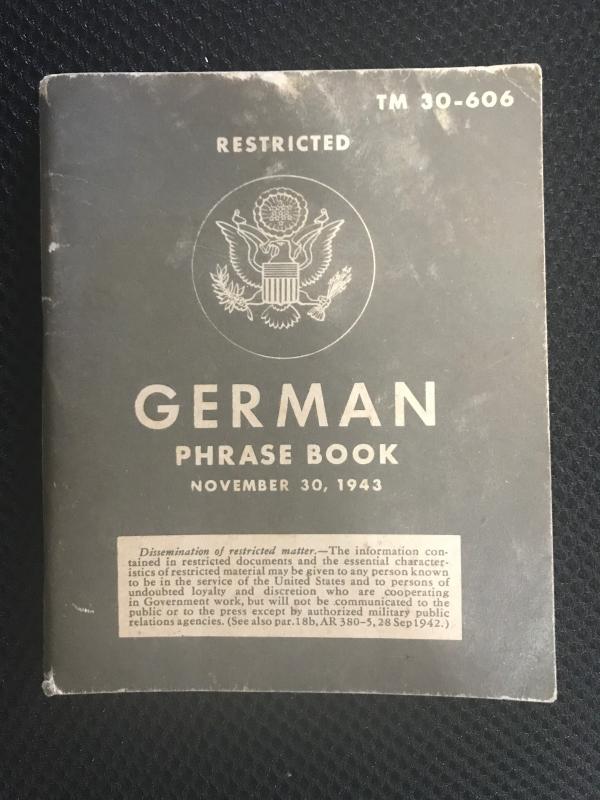 TM 30-606
RESTRICTED
GERMAN
PHRASE BOOK
NOVEMBER 30, 1943
Dissemination of restricted matter.—The information con-
tained in restricted documents and the essential character-
istics of restricted material may be given to any person known
to be in the service of the United States and to persons of
undoubted loyalty and discretion who are cooperating
in Government work, but will not be communicated to the
public or to the press except by authorized military public
relations agencies. (See also par. 18b, AR 380-5, 28 Sep 1942.)